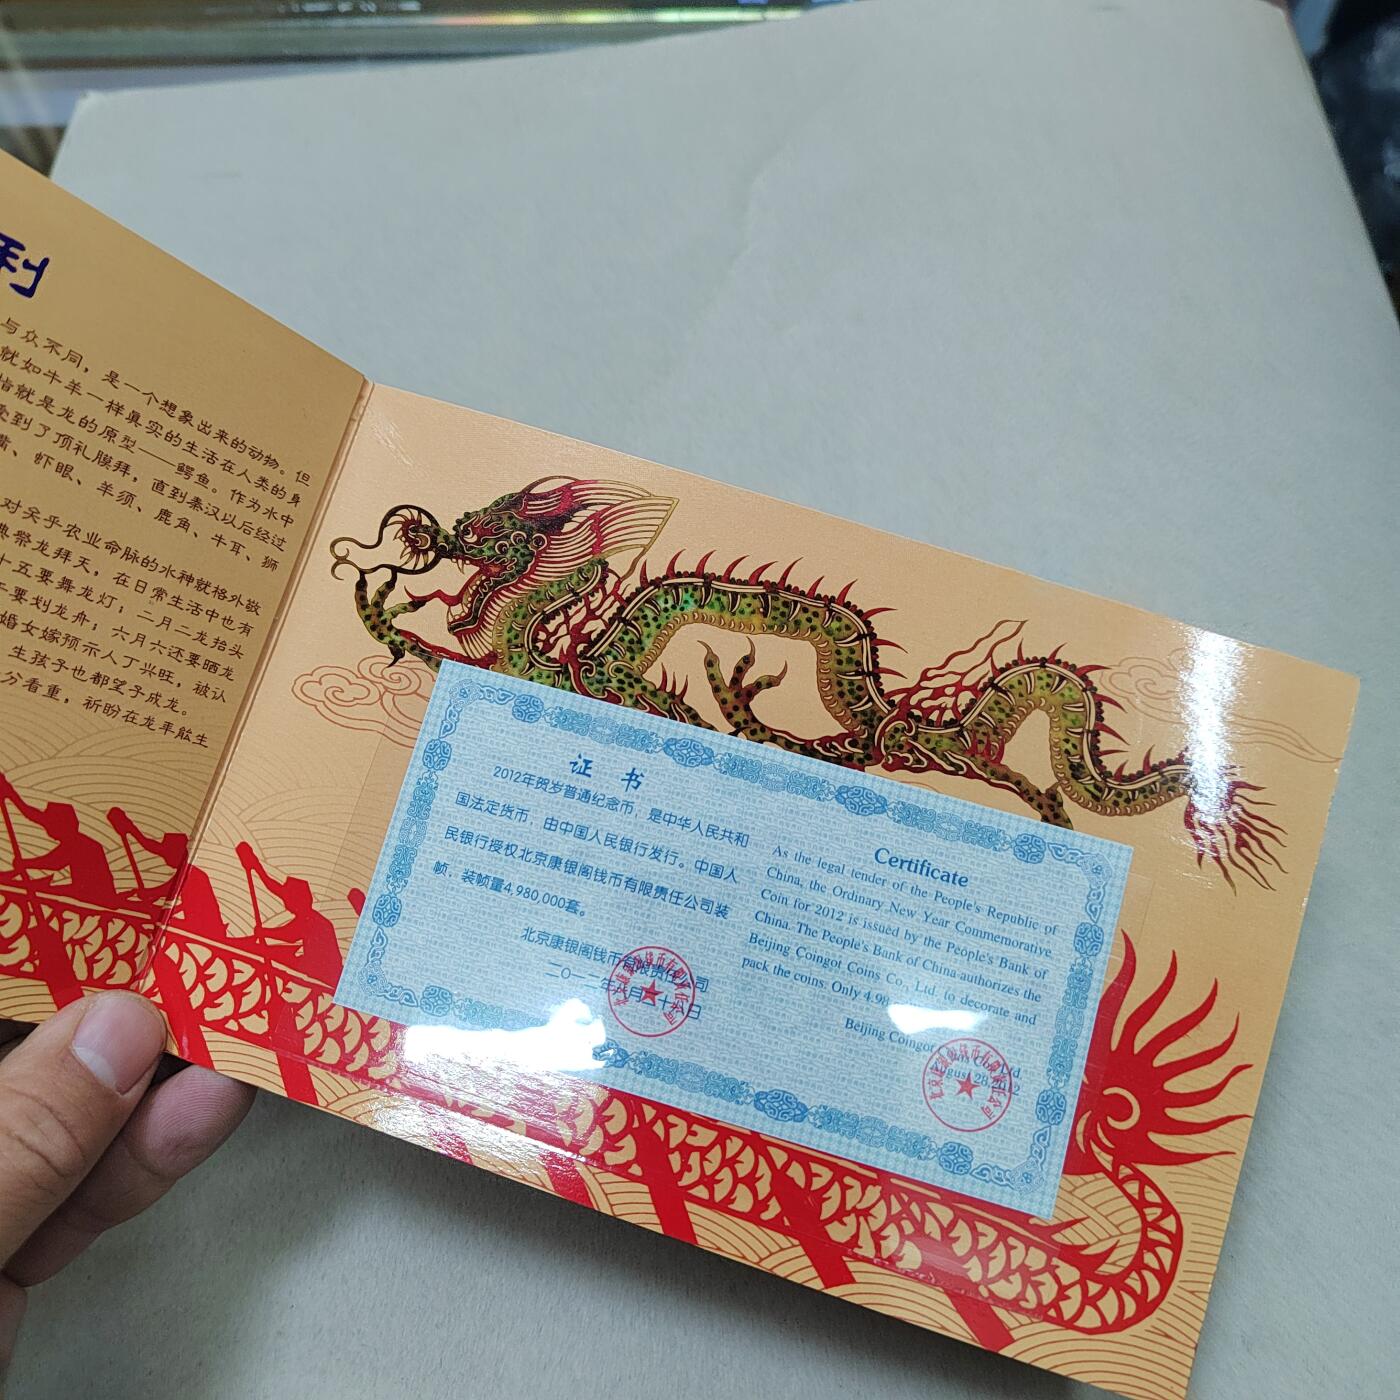 利
与众不同，是一个想象出来的动物。但
就如牛羊一样真实的生活在人类的身
指就是龙的原型——鳄鱼。作为水中
受到了顶礼膜拜，直到秦汉以后经过
嘴、虾眼、羊须、鹿角、牛耳、狮
对关乎农业命脉的水神就格外敬
典祭龙拜天，在日常生活中也有
十五要舞龙灯；二月二龙抬头
要划龙舟；六月六还要晒龙
婚女嫁预示人丁兴旺，被认
生孩子也都望子成龙。
分看重，祈盼在龙年能生
证书
2012年贺岁普通纪念币，是中华人民共和
国法定货币，由中国人民银行发行。中国人
民银行授权北京康银阁钱币有限责任公司装
帧，装帧量4,980,000套。
北京康银阁钱币有限责任公司
二〇一二年八月二十八日
Certificate
As the legal tender of the People's Republic of
China, the Ordinary New Year Commemorative
Coin for 2012 is issued by the People's Bank of
China. The People's Bank of China authorizes the
Beijing Coingot Coins Co., Ltd. to decorate and
pack the coins. Only 4.98
Beijing Coingot